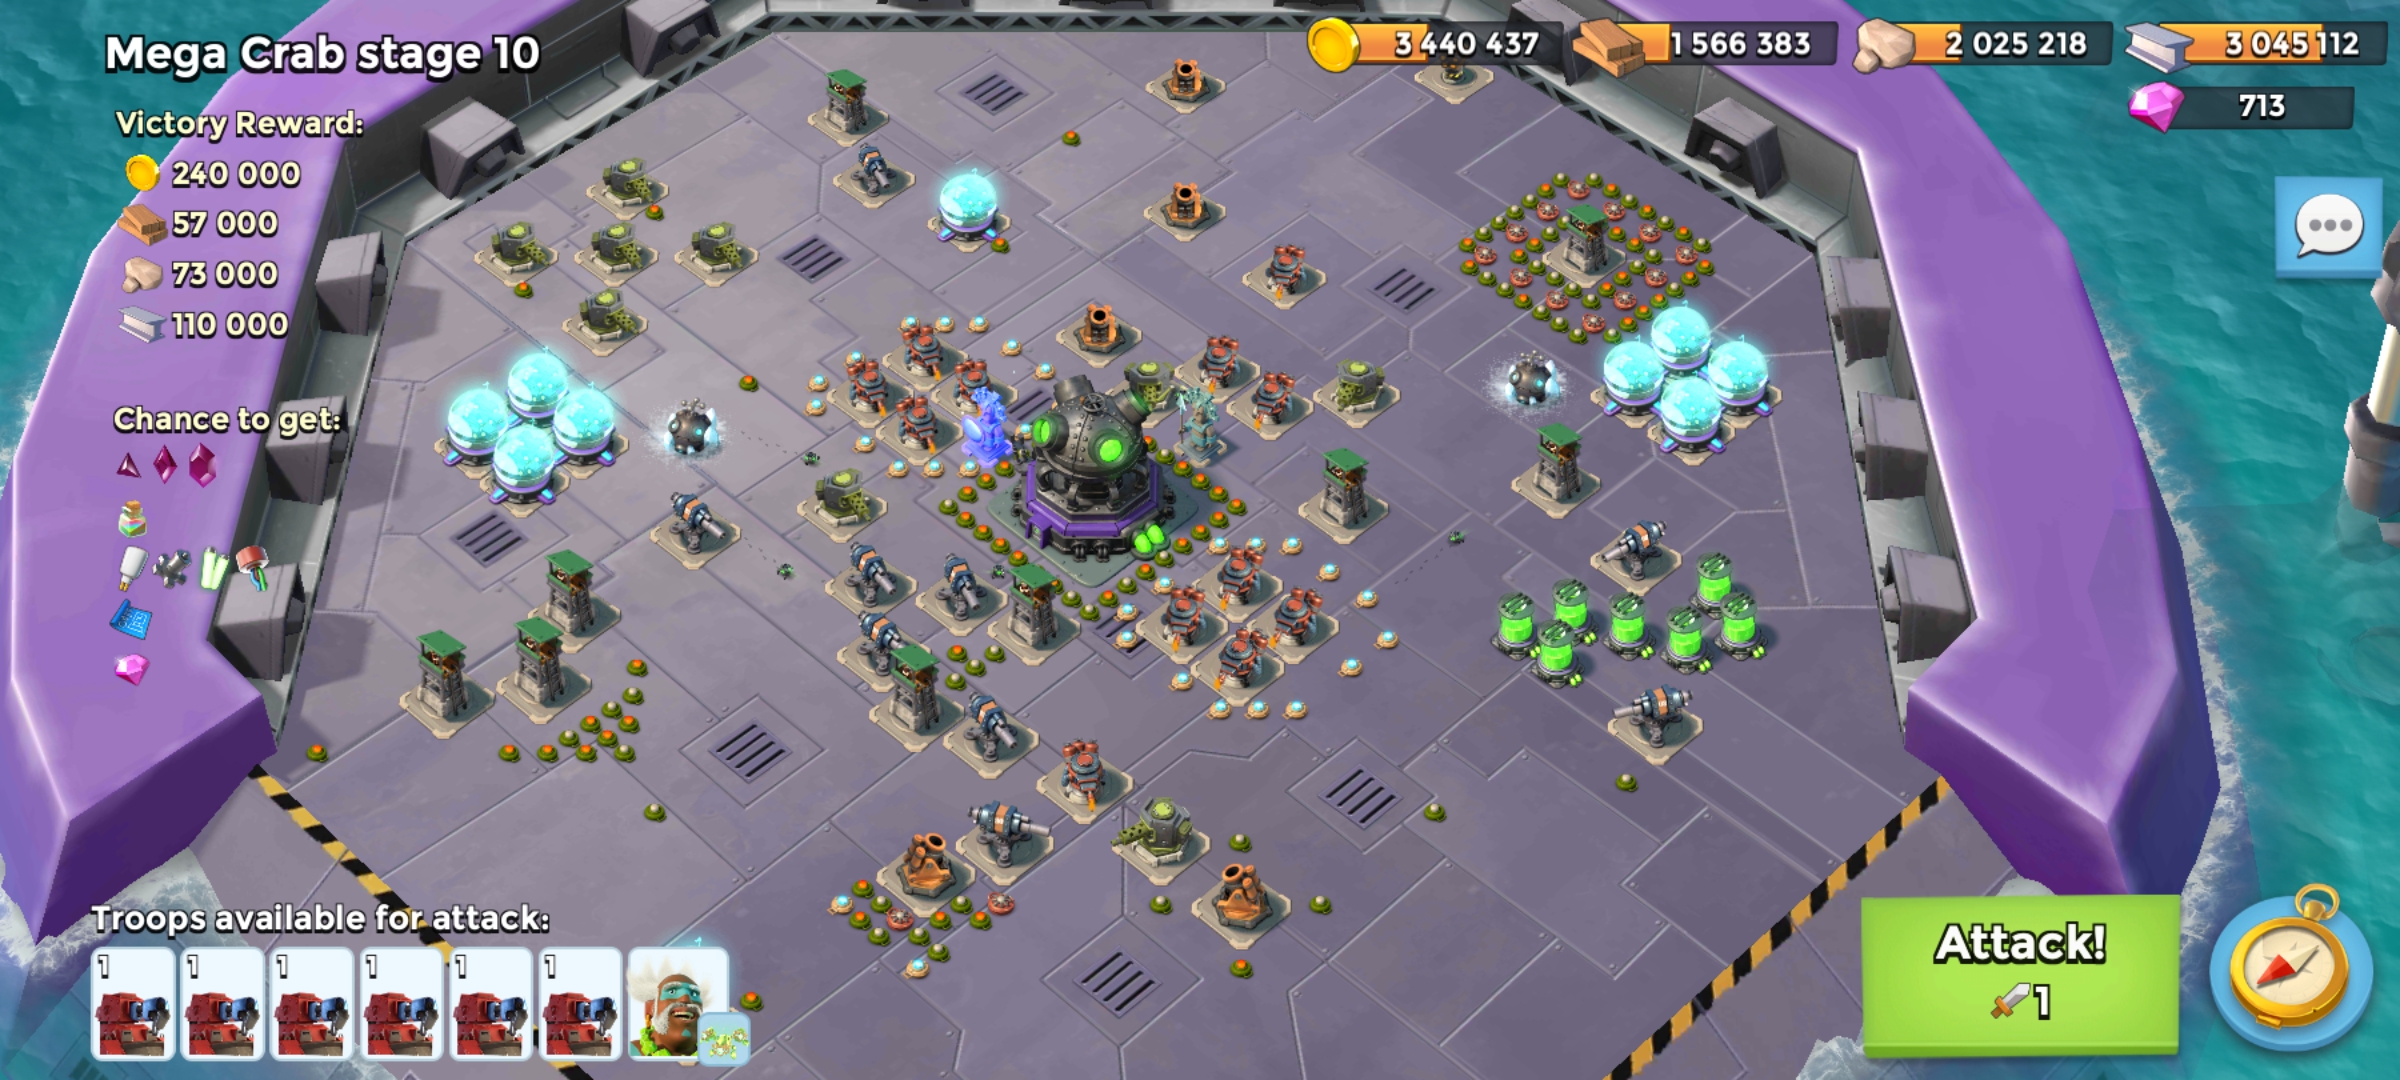 Mega Crab stage 10
3 440 437
1 566 383
2 025 218
3 045 112
713
Victory Reward:
240 000
57 000
73 000
110 000
Chance to get:
Troops available for attack:
1
1
1
1
1
1
Attack!
1